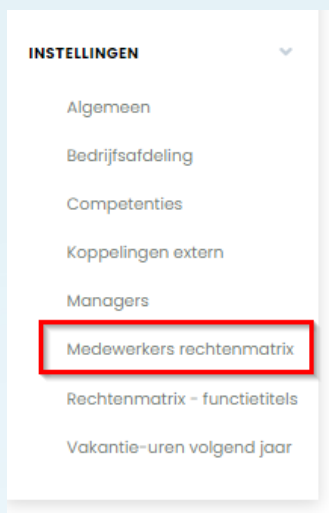 INSTELLINGEN
Algemeen
Bedrijfsafdeling
Competenties
Koppelingen extern
Managers
Medewerkers rechtenmatrix
Rechtenmatrix - functietitels
Vakantie-uren volgend jaar